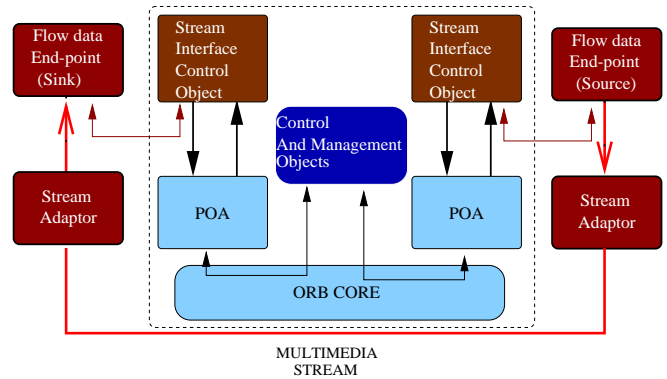 Flow data
End-point
(Sink)
Stream
Interface
Control
Object
Stream
Interface
Control
Object
Flow data
End-point
(Source)
Control
And Management
Objects
Stream
Adaptor
POA
POA
Stream
Adaptor
ORB CORE
MULTIMEDIA
STREAM